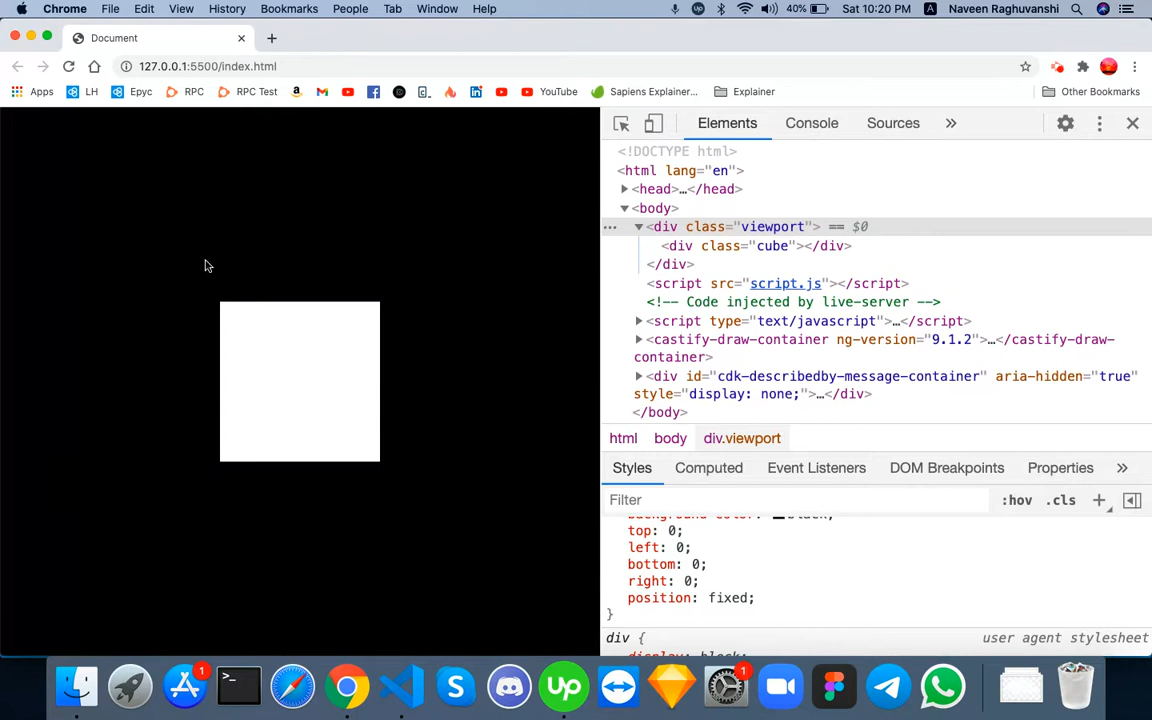 Chrome File Edit View History Bookmarks People Tab Window Help 40% Sat 10:20 PM A Naveen Raghuvanshi
Document
127.0.0.1:5500/index.html
Apps LH Epyc RPC RPC Test YouTube Sapiens Explainer... Explainer Other Bookmarks
Elements Console Sources »
<!DOCTYPE html>
<html lang="en">
<head>…</head>
<body>
<div class="viewport"> == $0
<div class="cube"></div>
</div>
<script src="script.js"></script>
<!-- Code injected by live-server -->
<script type="text/javascript">…</script>
<castify-draw-container ng-version="9.1.2">…</castify-draw-
container>
<div id="cdk-describedby-message-container" aria-hidden="true"
style="display: none;">…</div>
</body>
html body div.viewport
Styles Computed Event Listeners DOM Breakpoints Properties »
Filter :hov .cls +
top: 0;
left: 0;
bottom: 0;
right: 0;
position: fixed;
}
div { user agent stylesheet
1 >_ S Up 1